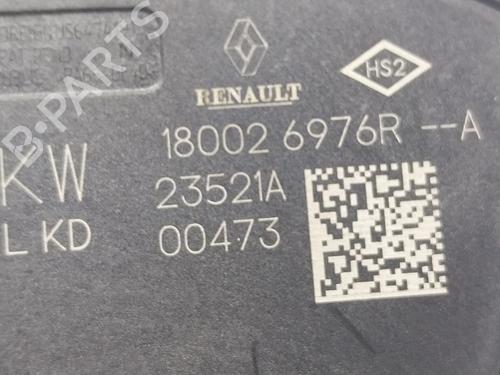 RENAULT
HS2
18002 6976R --A
KW
23521A
L KD
00473
B-PARTS